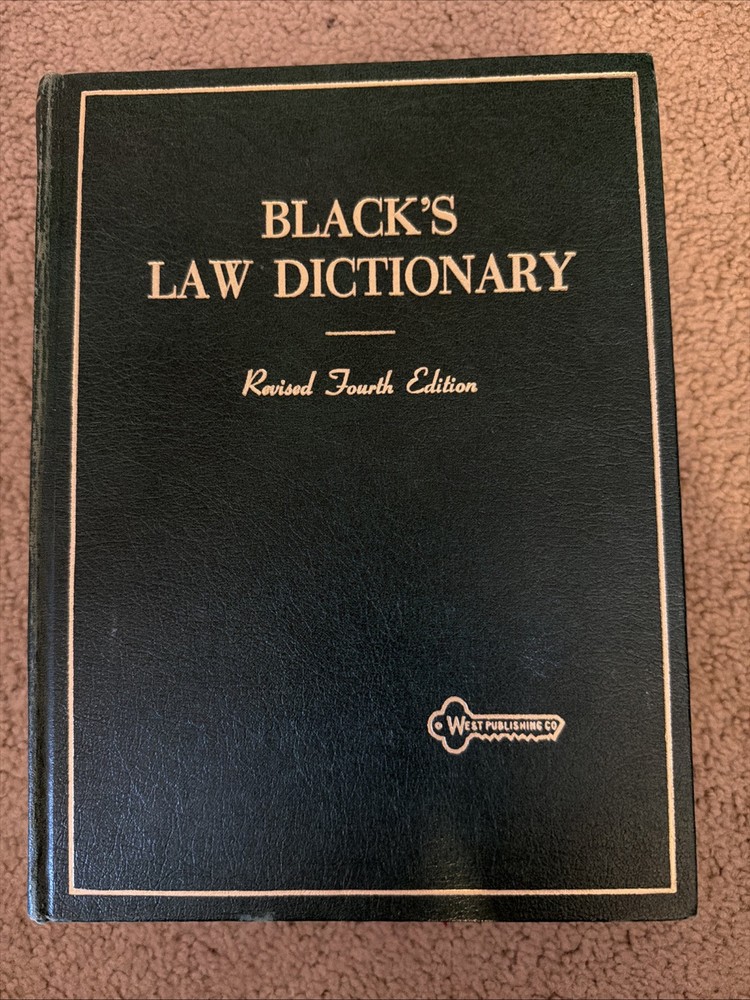 BLACK'S
LAW DICTIONARY
Revised Fourth Edition
WEST PUBLISHING CO